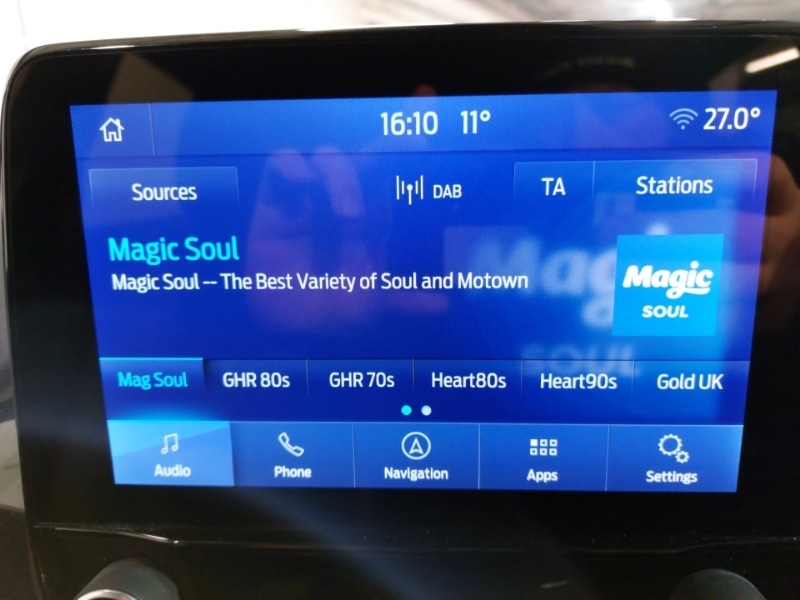 16:10 11° 27.0°
Sources DAB TA Stations
Magic Soul
Magic Soul -- The Best Variety of Soul and Motown
Magic
SOUL
Mag Soul GHR 80s GHR 70s Heart80s Heart90s Gold UK
Audio Phone Navigation Apps Settings